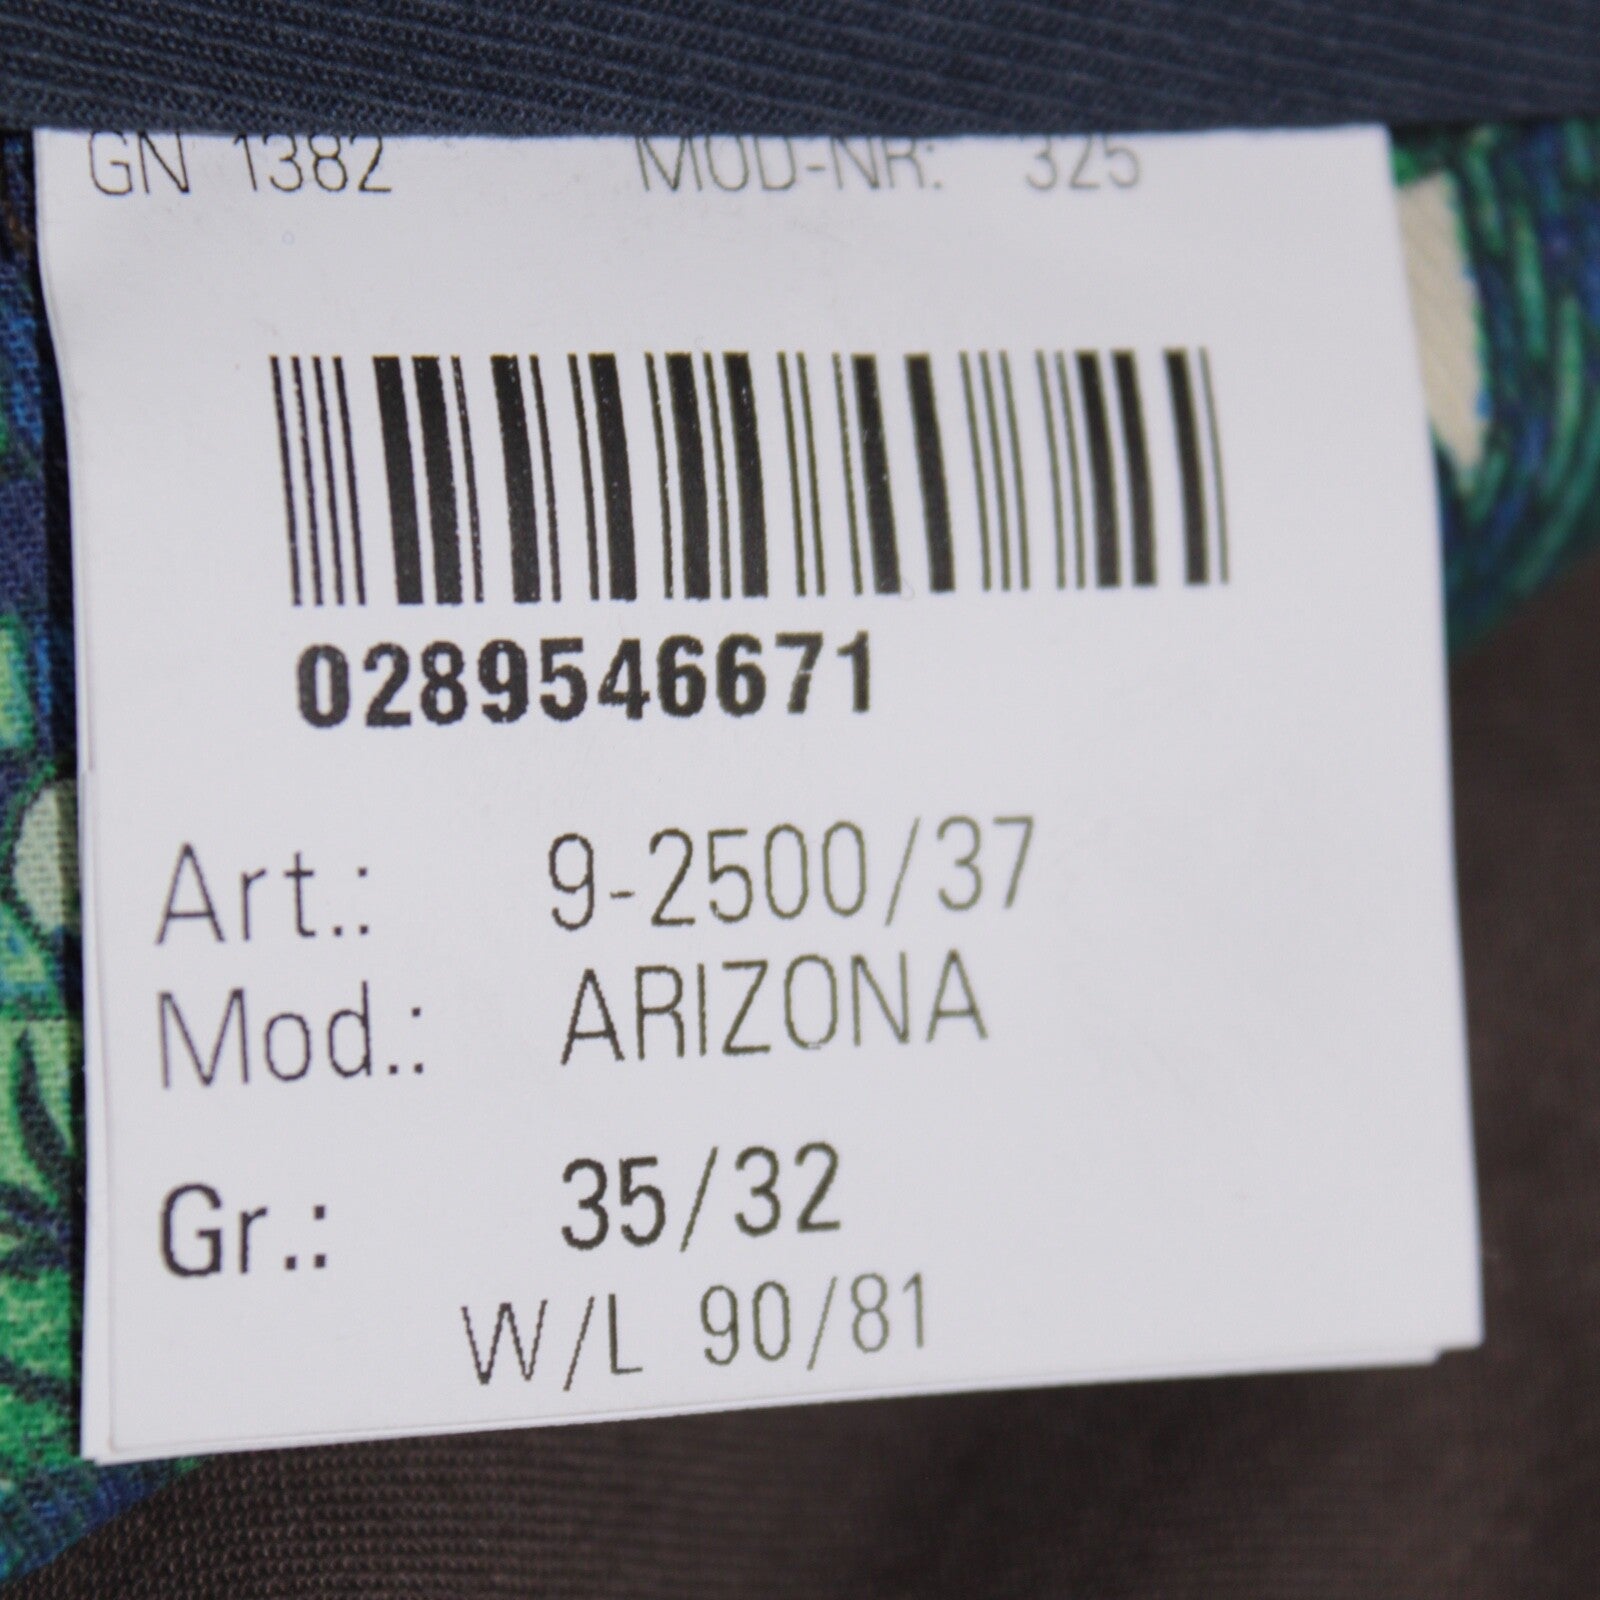 GN 1382 MOD-NR: 325
0289546671
Art.: 9-2500/37
Mod.: ARIZONA
Gr.: 35/32
W/L 90/81